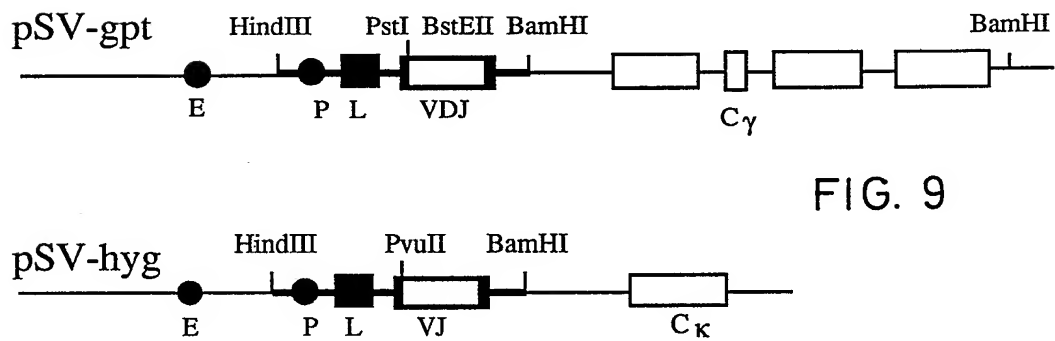 pSV-gpt
HindIII PstI BstEII BamHI BamHI
E P L VDJ Cγ
FIG. 9
pSV-hyg
HindIII PvuII BamHI
E P L VJ Cκ